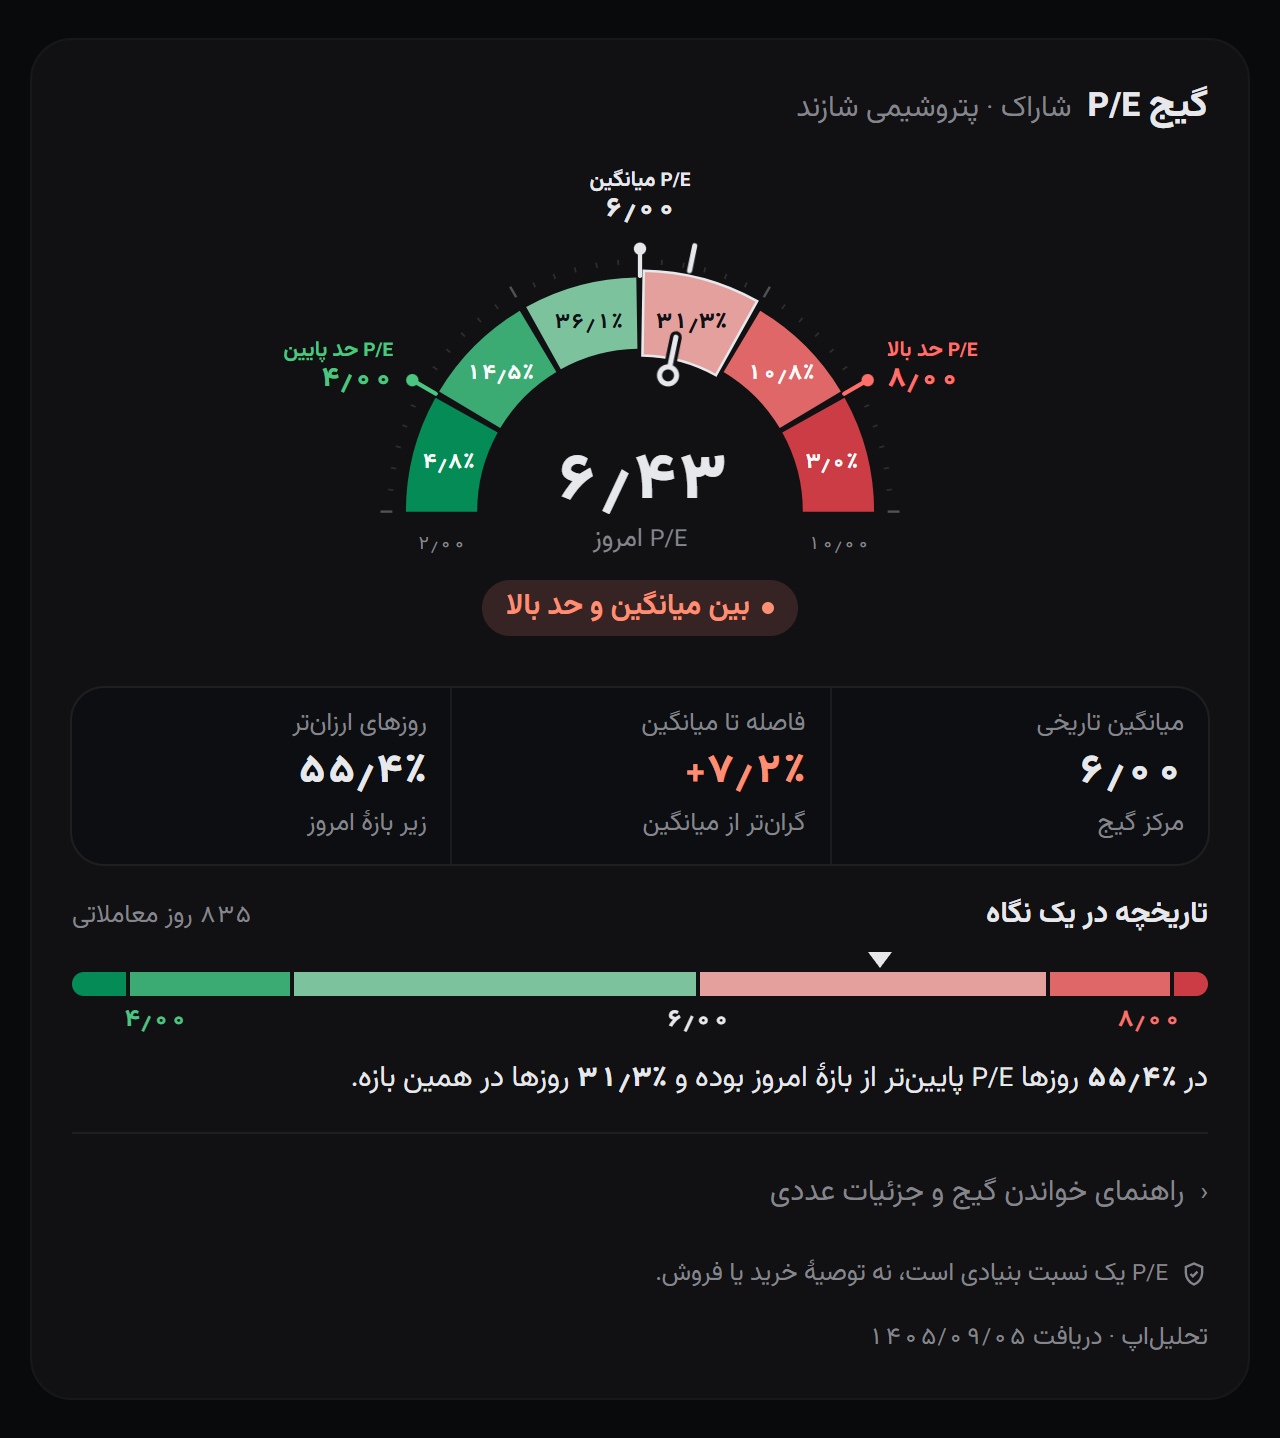 گیج P/E شاراک · پتروشیمی شازند
P/E میانگین
۶٫۰۰
P/E حد پایین
۴٫۰۰
P/E حد بالا
۸٫۰۰
۴٫۸٪
۱۴٫۵٪
۳۶٫۱٪
۳۱٫۳٪
۱۰٫۸٪
۳٫۰٪
۶٫۴۳
P/E امروز
۲٫۰۰
۱۰٫۰۰
بین میانگین و حد بالا
میانگین تاریخی
۶٫۰۰
مرکز گیج
فاصله تا میانگین
+۷٫۲٪
گران‌تر از میانگین
روزهای ارزان‌تر
۵۵٫۴٪
زیر بازهٔ امروز
تاریخچه در یک نگاه
۸۳۵ روز معاملاتی
۴٫۰۰
۶٫۰۰
۸٫۰۰
در ۵۵٫۴٪ روزها P/E پایین‌تر از بازهٔ امروز بوده و ۳۱٫۳٪ روزها در همین بازه.
‹ راهنمای خواندن گیج و جزئیات عددی
P/E یک نسبت بنیادی است، نه توصیهٔ خرید یا فروش.
تحلیل‌اپ · دریافت ۱۴۰۵/۰۹/۰۵